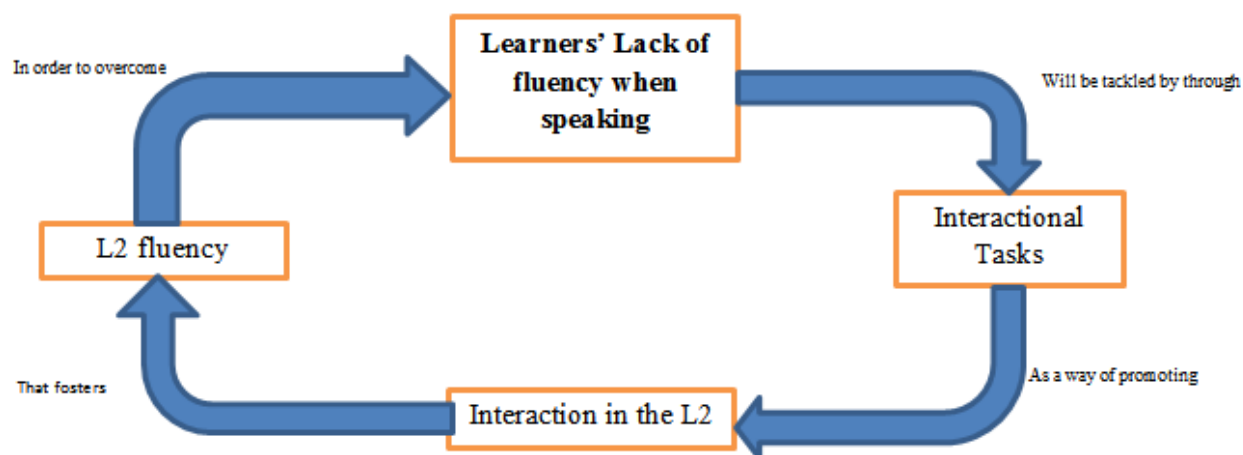 Learners’ Lack of
fluency when
speaking
In order to overcome
Will be tackled by through
Interactional
Tasks
L2 fluency
As a way of promoting
That fosters
Interaction in the L2